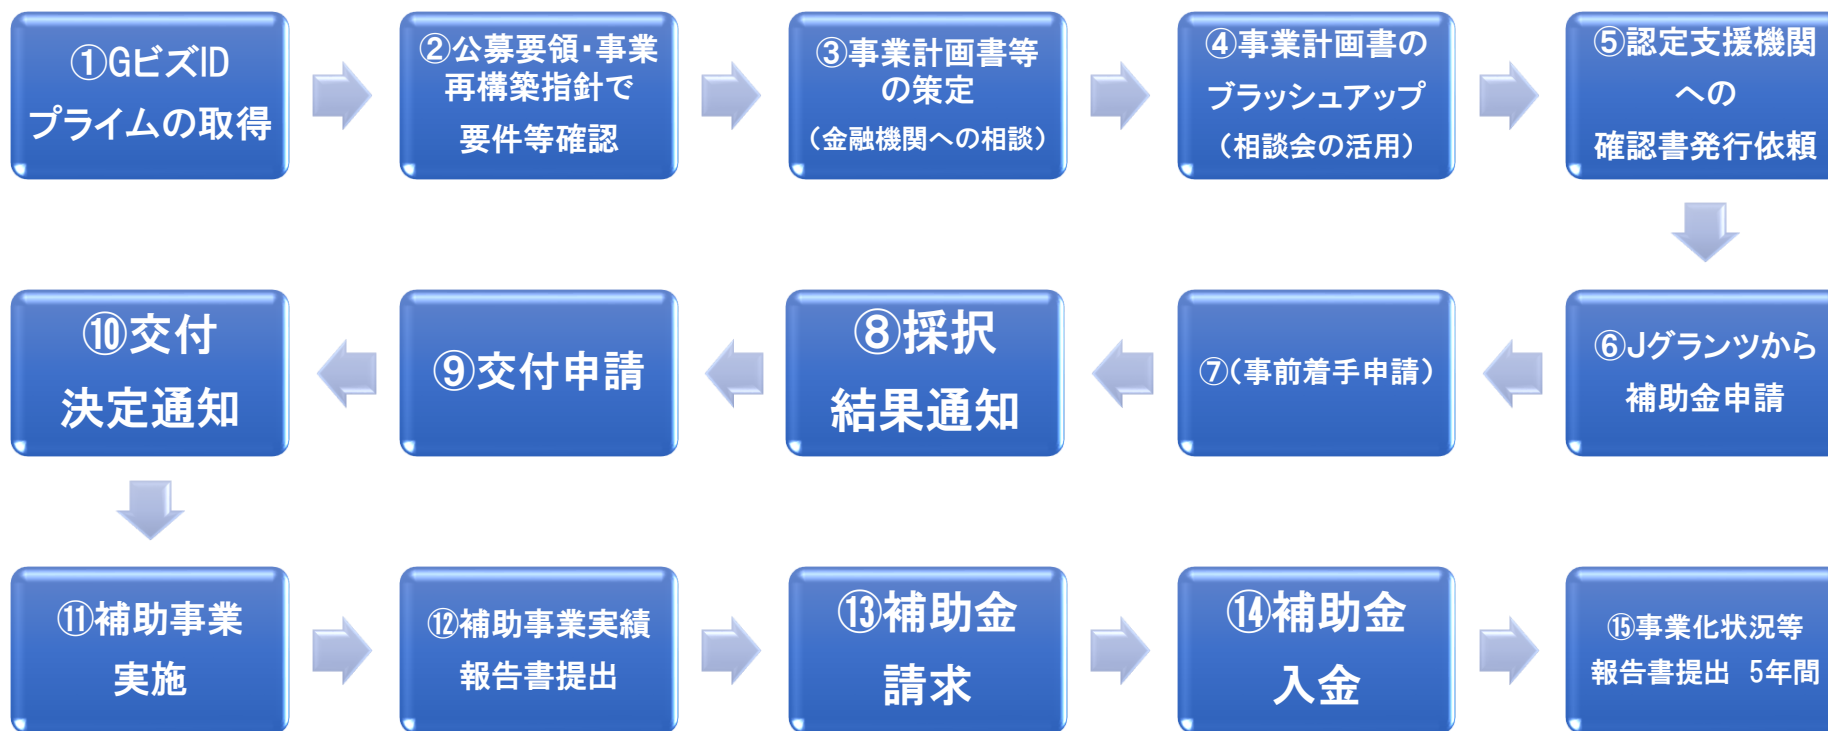 ①GビズID
プライムの取得
②公募要領・事業
再構築指針で
要件等確認
③事業計画書等
の策定
（金融機関への相談）
④事業計画書の
ブラッシュアップ
（相談会の活用）
⑤認定支援機関
への
確認書発行依頼
⑥Jグランツから
補助金申請
⑦（事前着手申請）
⑧採択
結果通知
⑨交付申請
⑩交付
決定通知
⑪補助事業
実施
⑫補助事業実績
報告書提出
⑬補助金
請求
⑭補助金
入金
⑮事業化状況等
報告書提出　5年間